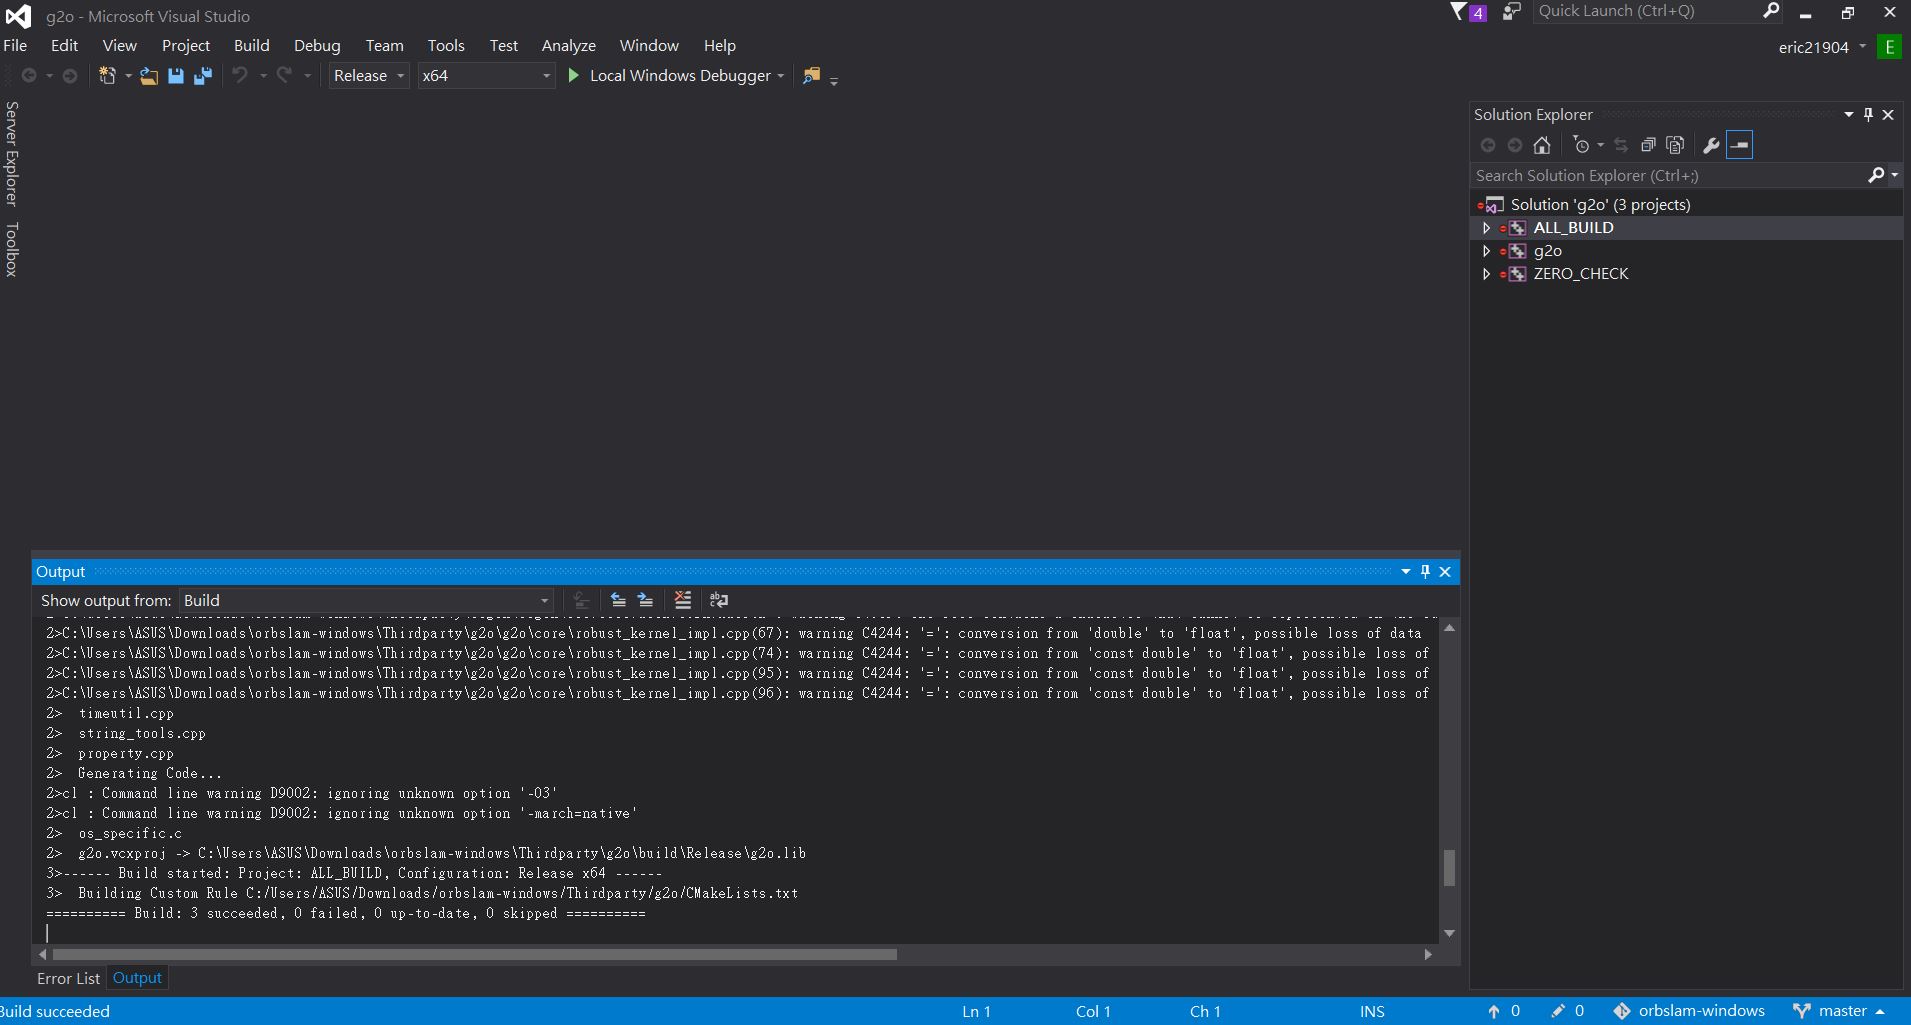 g2o - Microsoft Visual Studio
4
Quick Launch (Ctrl+Q)
File Edit View Project Build Debug Team Tools Test Analyze Window Help
eric21904 E
Release x64 Local Windows Debugger
Server Explorer
Toolbox
Solution Explorer
Search Solution Explorer (Ctrl+;)
Solution 'g2o' (3 projects)
ALL_BUILD
g2o
ZERO_CHECK
Output
Show output from: Build
2>C:\Users\ASUS\Downloads\orbslam-windows\Thirdparty\g2o\g2o\core\robust_kernel_impl.cpp(67): warning C4244: '=': conversion from 'double' to 'float', possible loss of data
2>C:\Users\ASUS\Downloads\orbslam-windows\Thirdparty\g2o\g2o\core\robust_kernel_impl.cpp(74): warning C4244: '=': conversion from 'const double' to 'float', possible loss of
2>C:\Users\ASUS\Downloads\orbslam-windows\Thirdparty\g2o\g2o\core\robust_kernel_impl.cpp(95): warning C4244: '=': conversion from 'const double' to 'float', possible loss of
2>C:\Users\ASUS\Downloads\orbslam-windows\Thirdparty\g2o\g2o\core\robust_kernel_impl.cpp(96): warning C4244: '=': conversion from 'const double' to 'float', possible loss of
2>  timeutil.cpp
2>  string_tools.cpp
2>  property.cpp
2>  Generating Code...
2>cl : Command line warning D9002: ignoring unknown option '-O3'
2>cl : Command line warning D9002: ignoring unknown option '-march=native'
2>  os_specific.c
2>  g2o.vcxproj -> C:\Users\ASUS\Downloads\orbslam-windows\Thirdparty\g2o\build\Release\g2o.lib
3>------ Build started: Project: ALL_BUILD, Configuration: Release x64 ------
3>  Building Custom Rule C:/Users/ASUS/Downloads/orbslam-windows/Thirdparty/g2o/CMakeLists.txt
========== Build: 3 succeeded, 0 failed, 0 up-to-date, 0 skipped ==========
Error List Output
Build succeeded Ln 1 Col 1 Ch 1 INS 0 0 orbslam-windows master